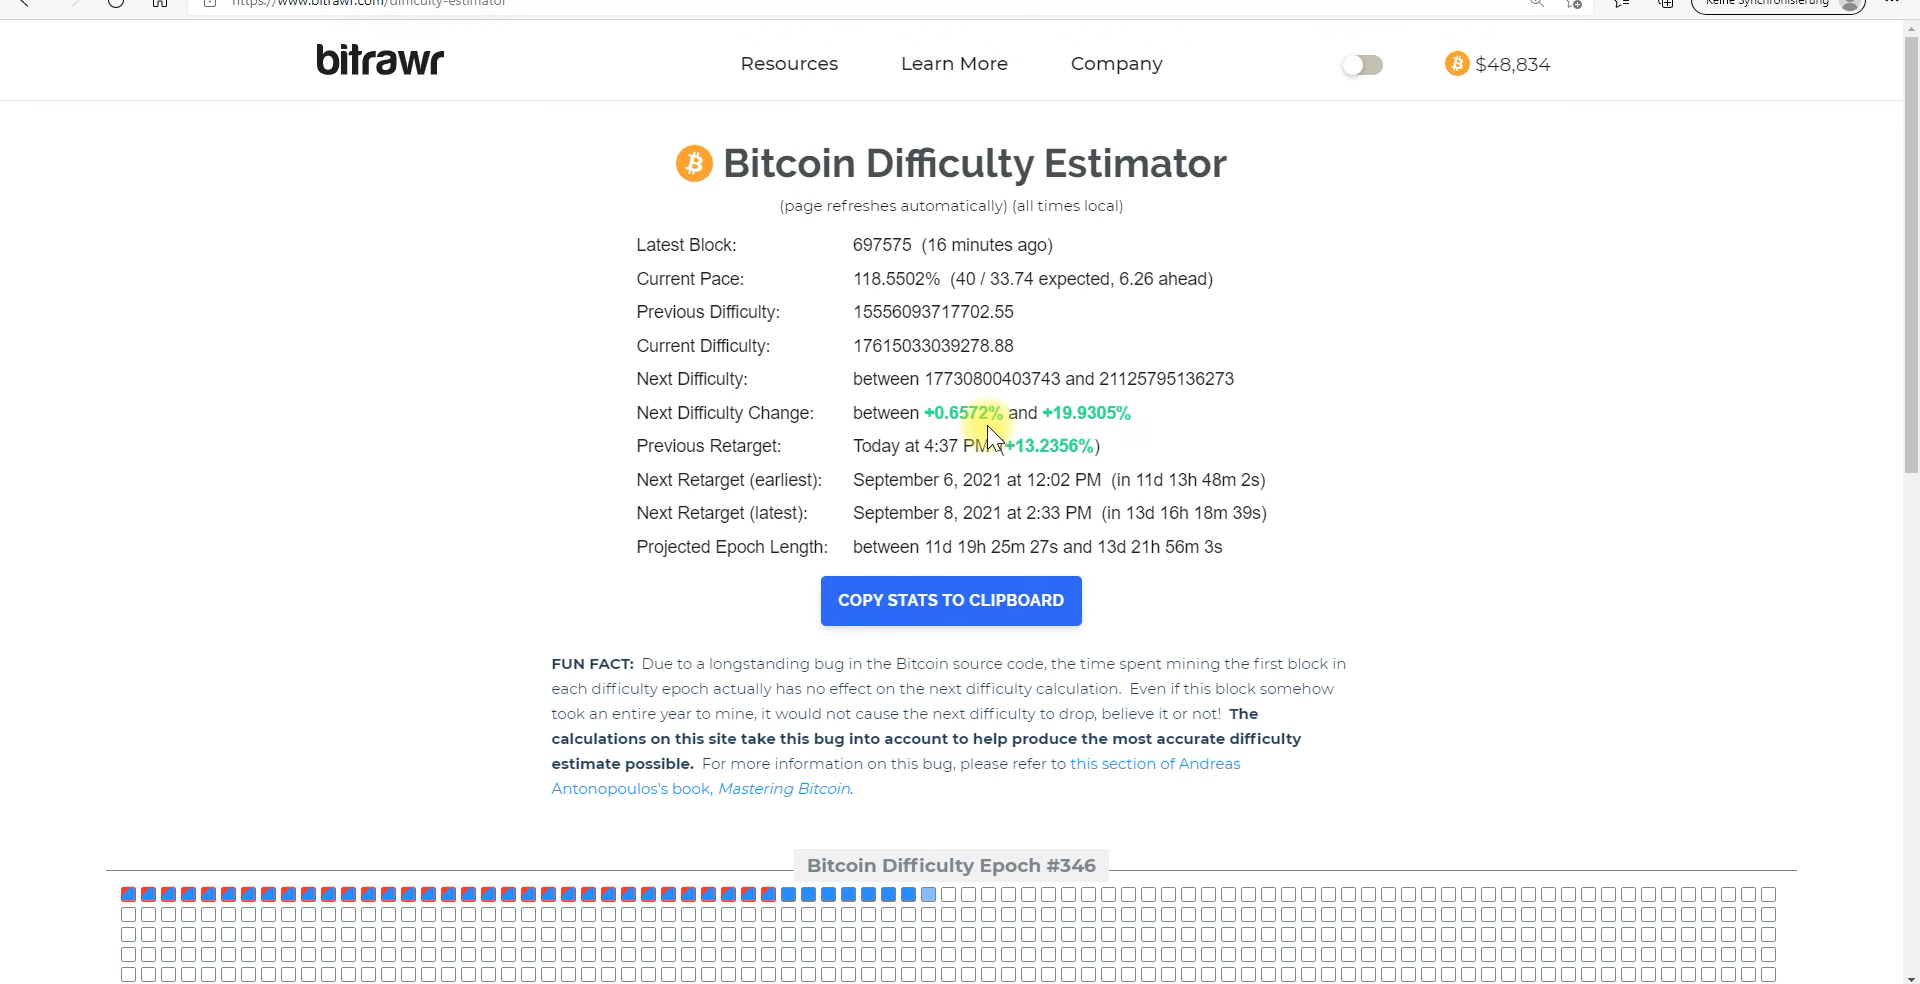 https://www.bitrawr.com/difficulty-estimator
Keine Synchronisierung
bitrawr
Resources
Learn More
Company
$48,834
Bitcoin Difficulty Estimator
(page refreshes automatically) (all times local)
Latest Block: 697575 (16 minutes ago)
Current Pace: 118.5502% (40 / 33.74 expected, 6.26 ahead)
Previous Difficulty: 15556093717702.55
Current Difficulty: 17615033039278.88
Next Difficulty: between 17730800403743 and 21125795136273
Next Difficulty Change: between +0.6572% and +19.9305%
Previous Retarget: Today at 4:37 PM (+13.2356%)
Next Retarget (earliest): September 6, 2021 at 12:02 PM (in 11d 13h 48m 2s)
Next Retarget (latest): September 8, 2021 at 2:33 PM (in 13d 16h 18m 39s)
Projected Epoch Length: between 11d 19h 25m 27s and 13d 21h 56m 3s
COPY STATS TO CLIPBOARD
FUN FACT: Due to a longstanding bug in the Bitcoin source code, the time spent mining the first block in
each difficulty epoch actually has no effect on the next difficulty calculation. Even if this block somehow
took an entire year to mine, it would not cause the next difficulty to drop, believe it or not! The
calculations on this site take this bug into account to help produce the most accurate difficulty
estimate possible. For more information on this bug, please refer to this section of Andreas
Antonopoulos's book, Mastering Bitcoin.
Bitcoin Difficulty Epoch #346